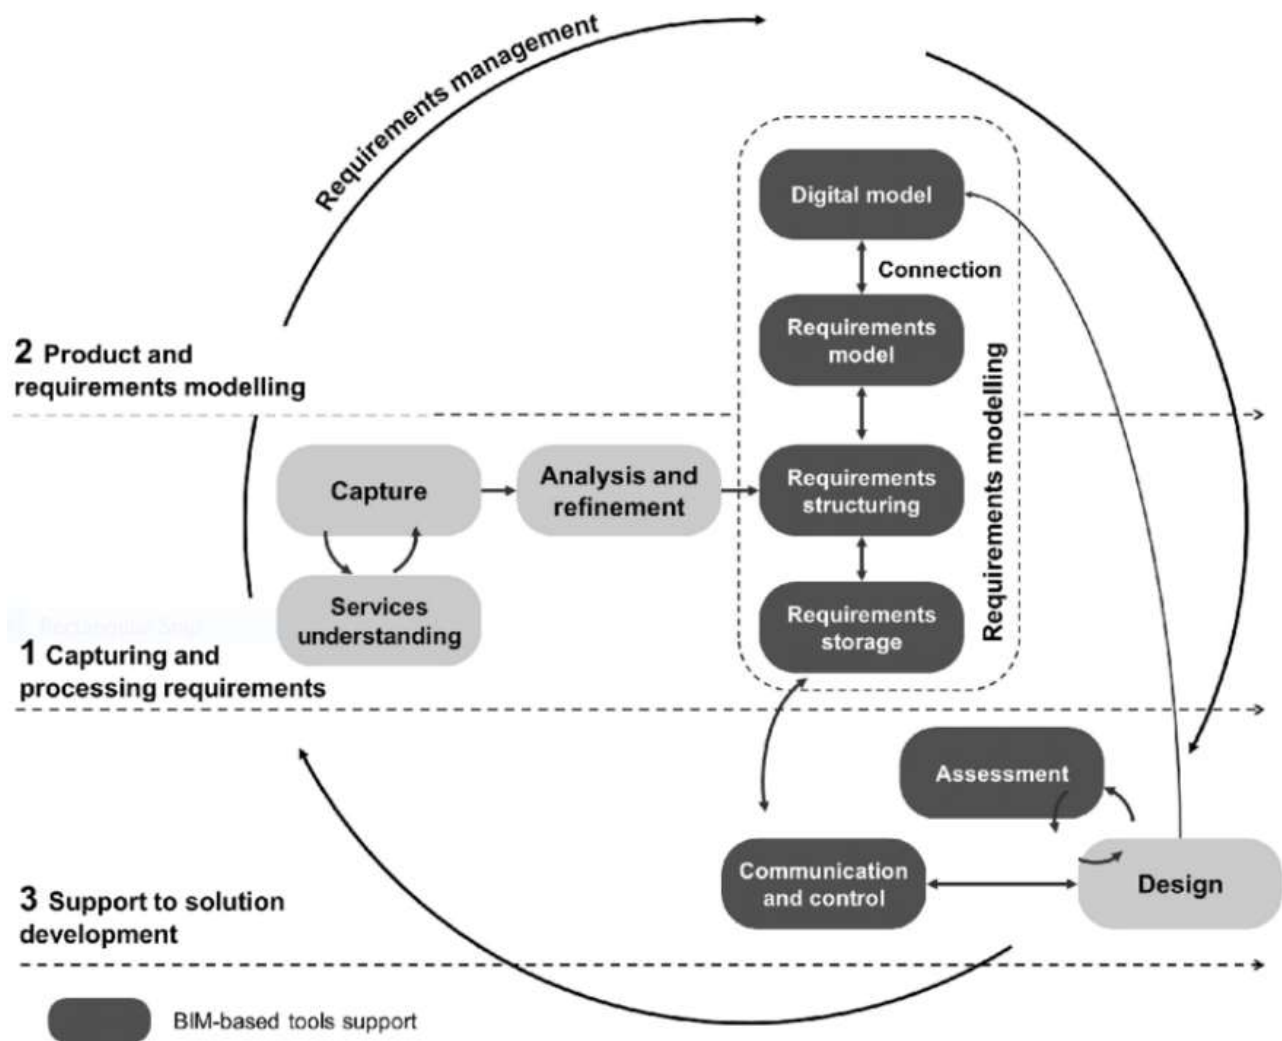 Requirements management
Digital model
Connection
Requirements
model
Requirements modelling
2 Product and
requirements modelling
Capture
Analysis and
refinement
Requirements
structuring
Services
understanding
Requirements
storage
Rectangular Snip
1 Capturing and
processing requirements
Assessment
Communication
and control
Design
3 Support to solution
development
BIM-based tools support